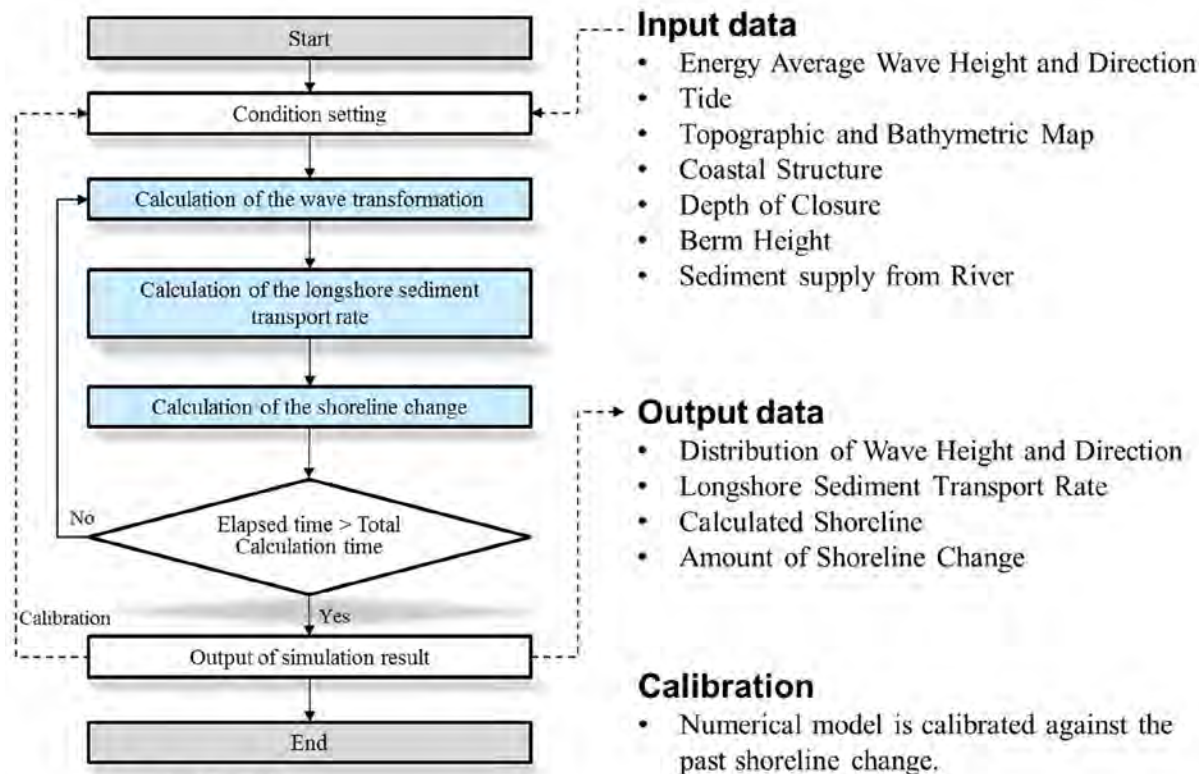 Start
Condition setting
Calculation of the wave transformation
Calculation of the longshore sediment
transport rate
Calculation of the shoreline change
No
Elapsed time > Total
Calculation time
Calibration
Yes
Output of simulation result
End
Input data
• Energy Average Wave Height and Direction
• Tide
• Topographic and Bathymetric Map
• Coastal Structure
• Depth of Closure
• Berm Height
• Sediment supply from River
Output data
• Distribution of Wave Height and Direction
• Longshore Sediment Transport Rate
• Calculated Shoreline
• Amount of Shoreline Change
Calibration
• Numerical model is calibrated against the
past shoreline change.